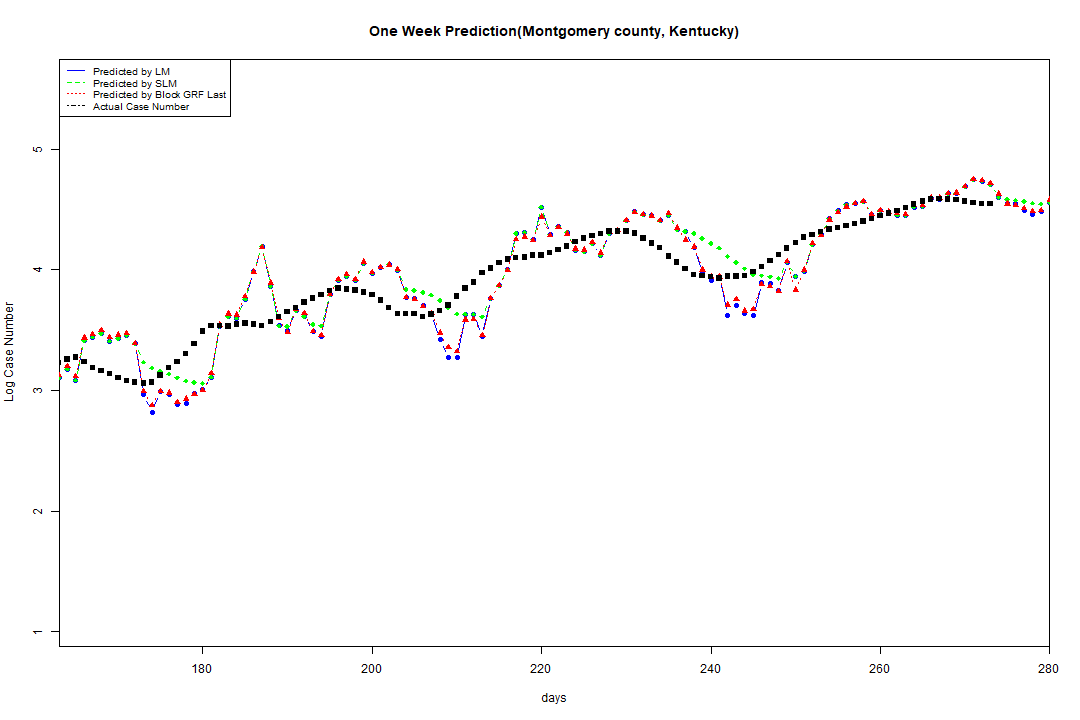 One Week Prediction(Montgomery county, Kentucky)
Predicted by LM
Predicted by SLM
Predicted by Block GRF Last
Actual Case Number
Log Case Number
5
4
3
2
1
180
200
220
240
260
280
days